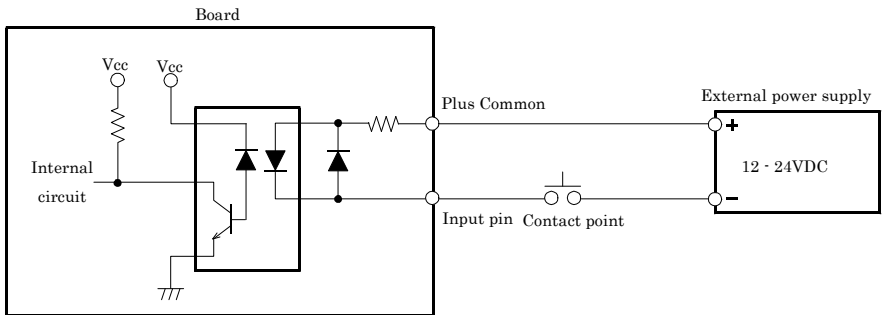 Board
Vcc
Vcc
Plus Common
External power supply
+
12 - 24VDC
Internal
circuit
−
Input pin
Contact point